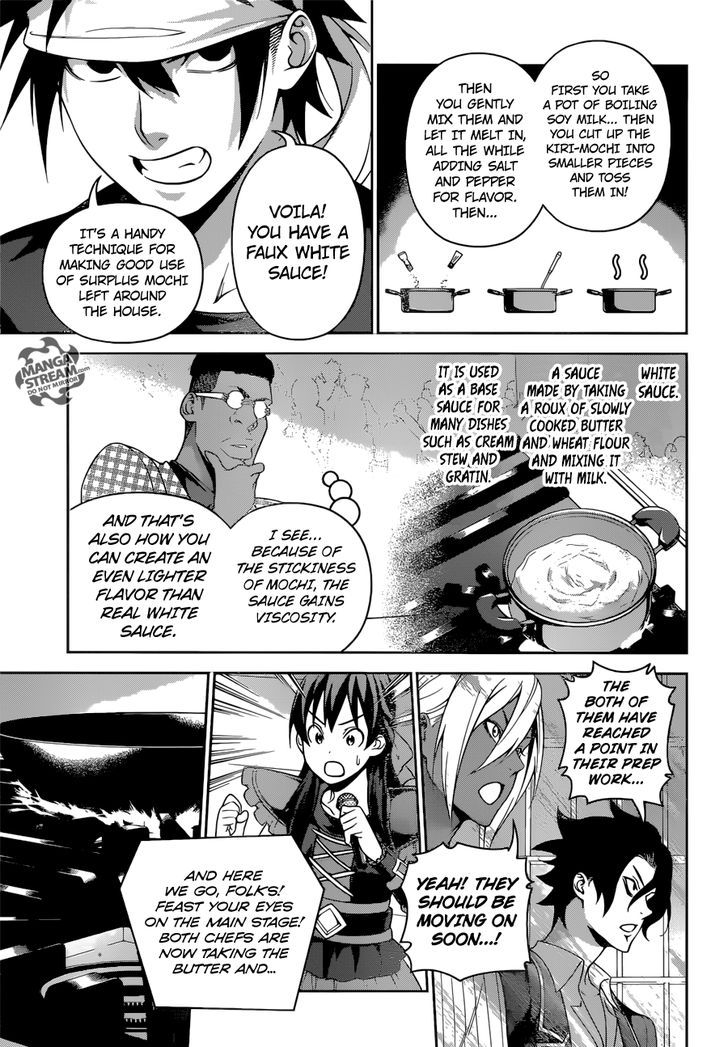 SO
FIRST YOU TAKE
A POT OF BOILING
SOY MILK... THEN
YOU CUT UP THE
KIRI-MOCHI INTO
SMALLER PIECES
AND TOSS
THEM IN!
THEN
YOU GENTLY
MIX THEM AND
LET IT MELT IN,
ALL THE WHILE
ADDING SALT
AND PEPPER
FOR FLAVOR.
THEN...
VOILA!
YOU HAVE A
FAUX WHITE
SAUCE!
IT'S A HANDY
TECHNIQUE FOR
MAKING GOOD USE
OF SURPLUS MOCHI
LEFT AROUND
THE HOUSE.
MANGA
STREAM.com
DO NOT MIRROR!
WHITE
SAUCE.
A SAUCE
MADE BY TAKING
A ROUX OF SLOWLY
COOKED BUTTER
AND WHEAT FLOUR
AND MIXING IT
WITH MILK.
IT IS USED
AS A BASE
SAUCE FOR
MANY DISHES
SUCH AS CREAM
STEW AND
GRATIN.
I SEE...
BECAUSE OF
THE STICKINESS
OF MOCHI, THE
SAUCE GAINS
VISCOSITY.
AND THAT'S
ALSO HOW YOU
CAN CREATE AN
EVEN LIGHTER
FLAVOR THAN
REAL WHITE
SAUCE.
THE
BOTH OF
THEM HAVE
REACHED
A POINT IN
THEIR PREP
WORK...
YEAH! THEY
SHOULD BE
MOVING ON
SOON...!
AND HERE
WE GO, FOLKS!
FEAST YOUR EYES
ON THE MAIN STAGE!
BOTH CHEFS ARE
NOW TAKING THE
BUTTER AND...